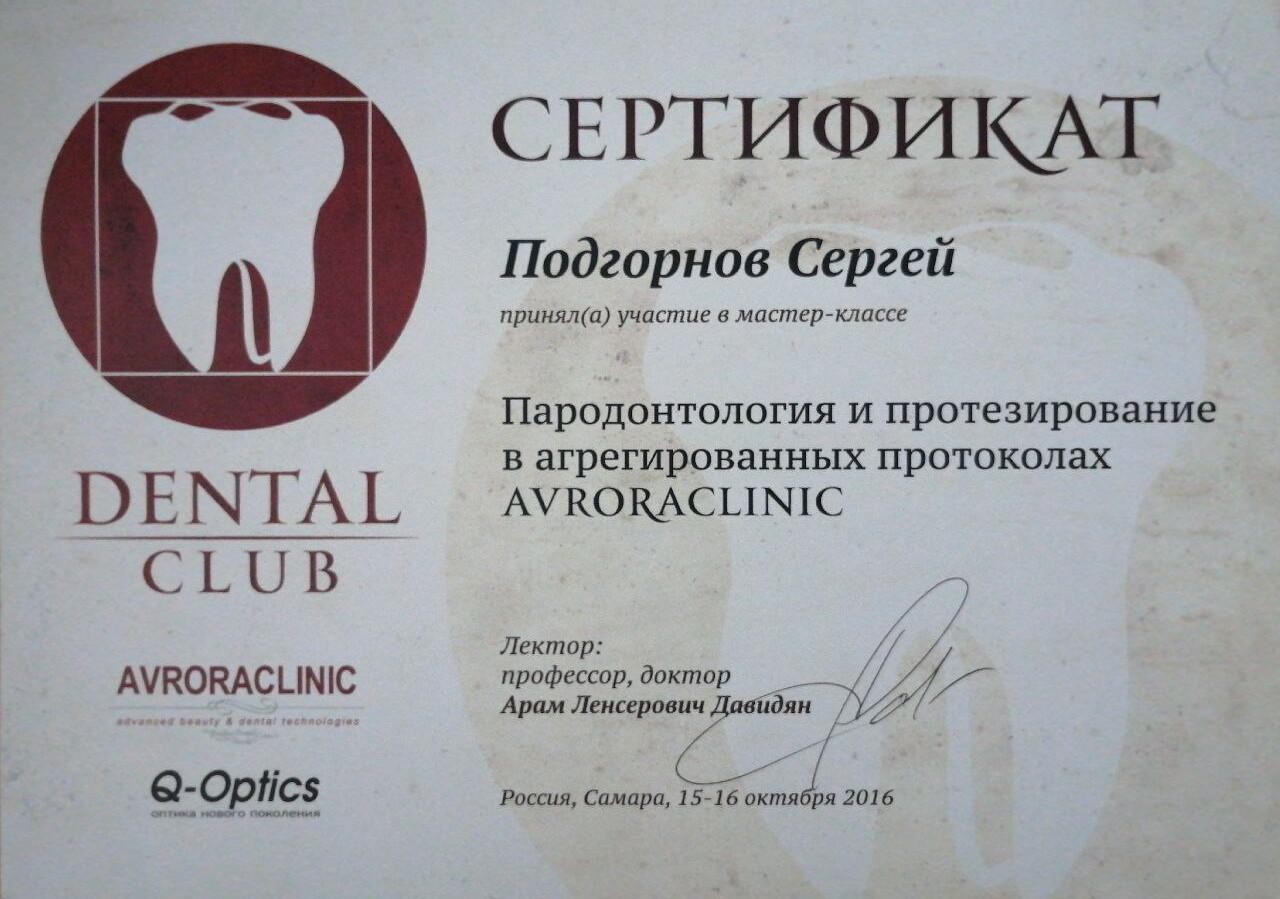 СЕРТИФИКАТ
Подгорнов Сергей
принял(а) участие в мастер-классе
Пародонтология и протезирование
в агрегированных протоколах
AVRORACLINIC
DENTAL
CLUB
AVRORACLINIC
advanced beauty & dental technologies
Q-Optics
оптика нового поколения
Лектор:
профессор, доктор
Арам Ленсерович Давидян
Россия, Самара, 15-16 октября 2016